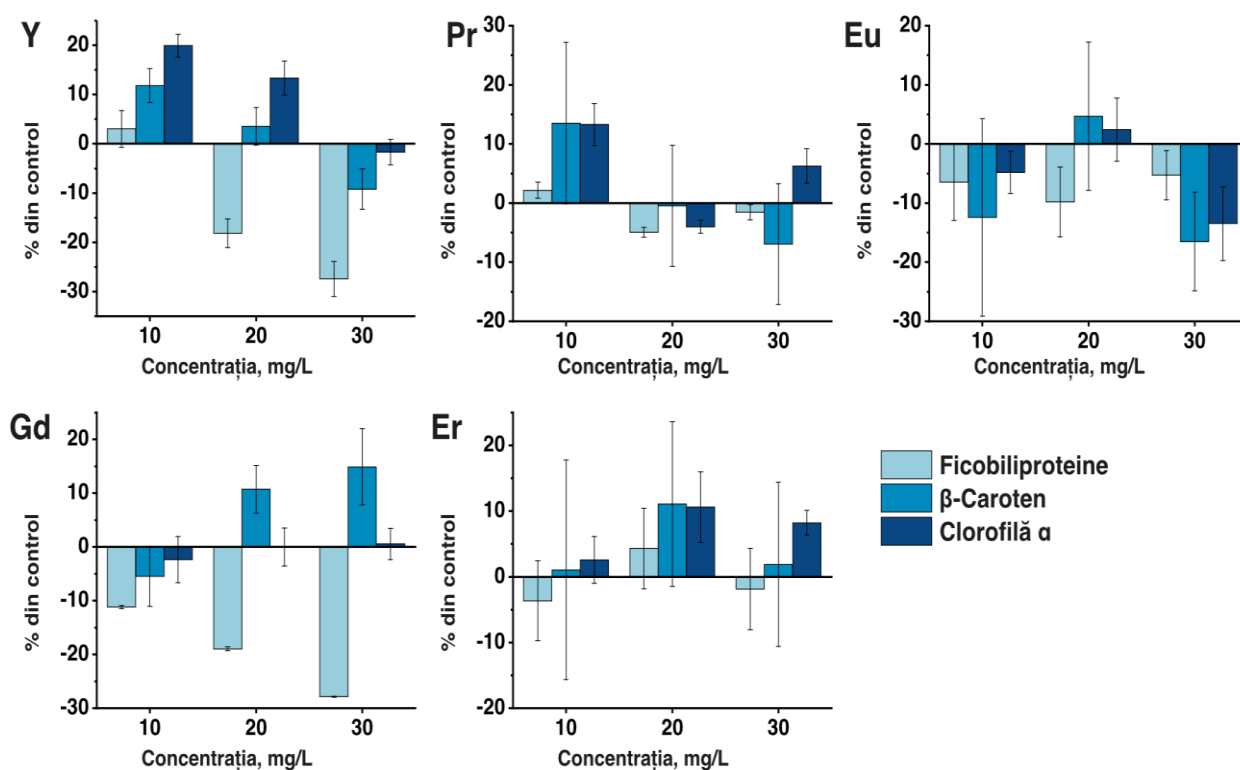 Y
% din control
20
10
0
-10
-20
-30
10
20
30
Concentrația, mg/L
Pr
% din control
30
20
10
0
-10
-20
10
20
30
Concentrația, mg/L
Eu
% din control
20
10
0
-10
-20
-30
10
20
30
Concentrația, mg/L
Gd
% din control
20
10
0
-10
-20
-30
10
20
30
Concentrația, mg/L
Er
% din control
20
10
0
-10
-20
10
20
30
Concentrația, mg/L
Ficobiliproteine
β-Caroten
Clorofilă α